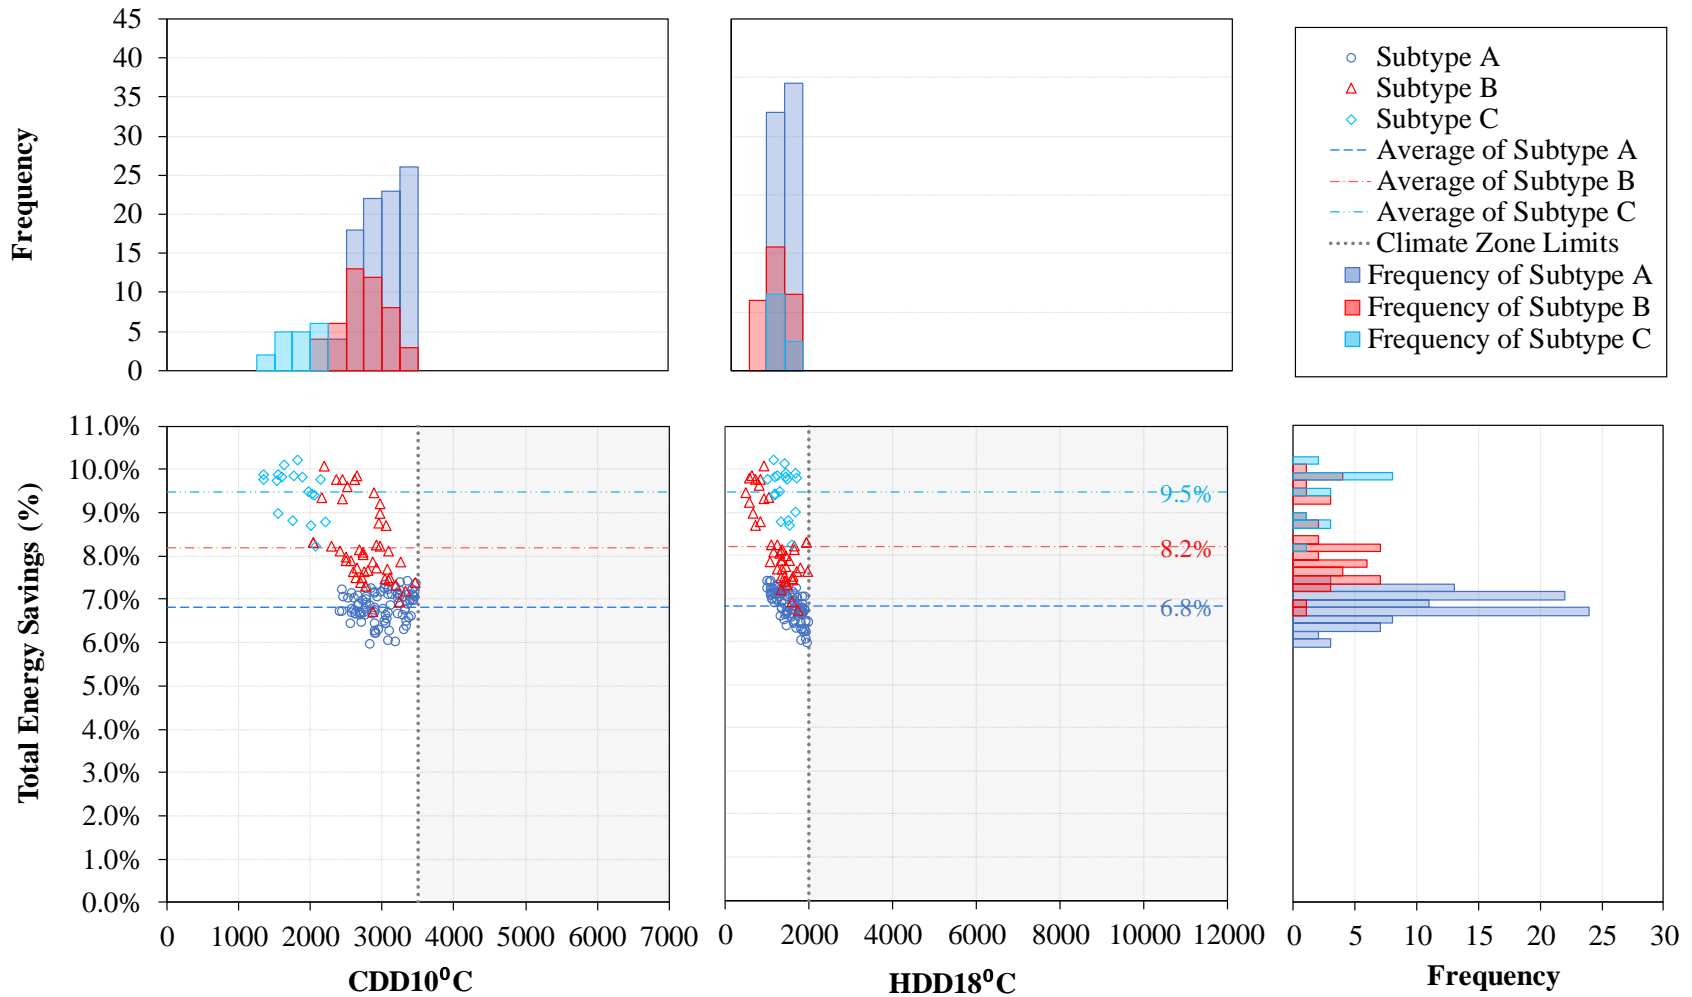 Frequency
45
40
35
30
25
20
15
10
5
0
Subtype A
Subtype B
Subtype C
Average of Subtype A
Average of Subtype B
Average of Subtype C
Climate Zone Limits
Frequency of Subtype A
Frequency of Subtype B
Frequency of Subtype C
Total Energy Savings (%)
11.0%
10.0%
9.0%
8.0%
7.0%
6.0%
5.0%
4.0%
3.0%
2.0%
1.0%
0.0%
9.5%
8.2%
6.8%
0 1000 2000 3000 4000 5000 6000 7000
CDD10⁰C
0 2000 4000 6000 8000 10000 12000
HDD18⁰C
0 5 10 15 20 25 30
Frequency